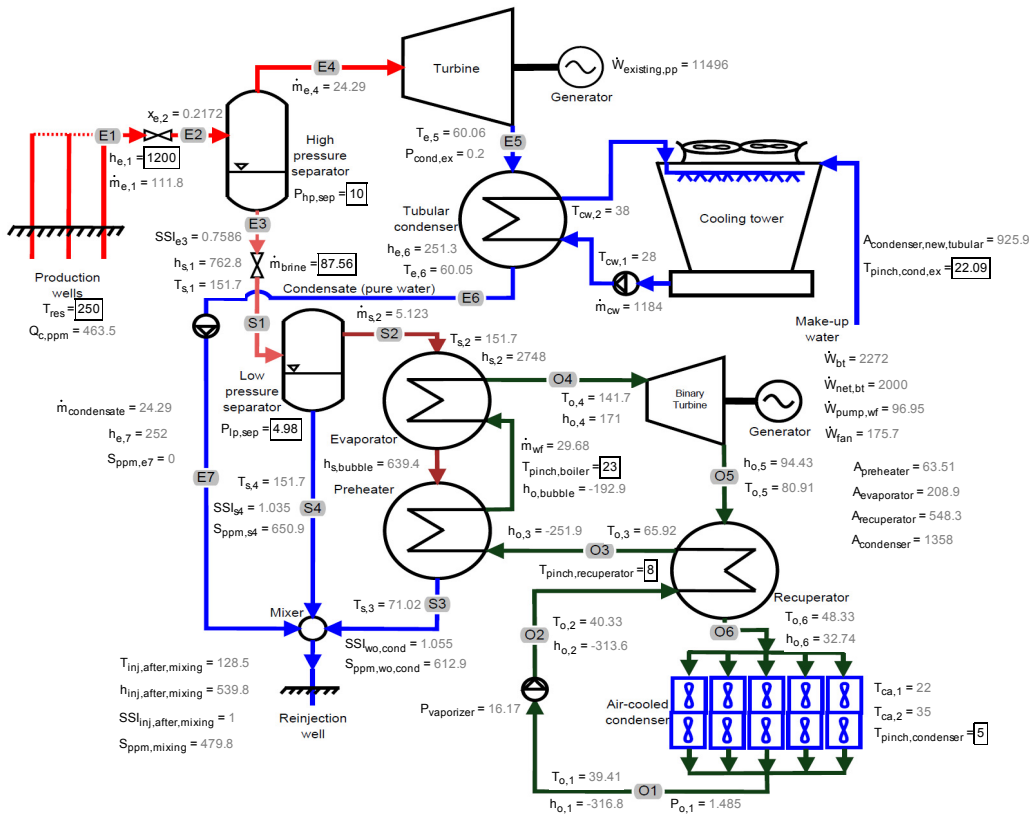 E4
ṁe,4 = 24.29
Turbine
Generator
Ẇexisting,pp = 11496
xe,2 = 0.2172
E1
E2
he,1 = 1200
ṁe,1 = 111.8
High
pressure
separator
Php,sep = 10
Te,5 = 60.06
Pcond,ex = 0.2
E5
Tubular
condenser
he,6 = 251.3
Te,6 = 60.05
Tcw,2 = 38
Tcw,1 = 28
ṁcw = 1184
Cooling tower
Acondenser,new,tubular = 925.9
Tpinch,cond,ex = 22.09
Make-up
water
Production
wells
Tres = 250
Qc,ppm = 463.5
E3
SSIe3 = 0.7586
hs,1 = 762.8
Ts,1 = 151.7
ṁbrine = 87.56
Condensate (pure water)
E6
S1
ṁs,2 = 5.123
S2
Ts,2 = 151.7
hs,2 = 2748
Low
pressure
separator
Plp,sep = 4.98
Evaporator
O4
To,4 = 141.7
ho,4 = 171
Binary
Turbine
Generator
Ẇbt = 2272
Ẇnet,bt = 2000
Ẇpump,wf = 96.95
Ẇfan = 175.7
ṁcondensate = 24.29
he,7 = 252
Sppm,e7 = 0
E7
Ts,4 = 151.7
SSIs4 = 1.035
Sppm,s4 = 650.9
S4
hs,bubble = 639.4
Preheater
ṁwf = 29.68
Tpinch,boiler = 23
ho,bubble = -192.9
ho,5 = 94.43
To,5 = 80.91
O5
Apreheater = 63.51
Aevaporator = 208.9
Arecuperator = 548.3
Acondenser = 1358
ho,3 = -251.9
To,3 = 65.92
O3
Tpinch,recuperator = 8
Recuperator
Ts,3 = 71.02
S3
Mixer
SSIwo,cond = 1.055
Sppm,wo,cond = 612.9
O2
To,2 = 40.33
ho,2 = -313.6
O6
To,6 = 48.33
ho,6 = 32.74
Tinj,after,mixing = 128.5
hinj,after,mixing = 539.8
SSIinj,after,mixing = 1
Sppm,mixing = 479.8
Reinjection
well
Pvaporizer = 16.17
Air-cooled
condenser
Tca,1 = 22
Tca,2 = 35
Tpinch,condenser = 5
To,1 = 39.41
O1
ho,1 = -316.8
Po,1 = 1.485